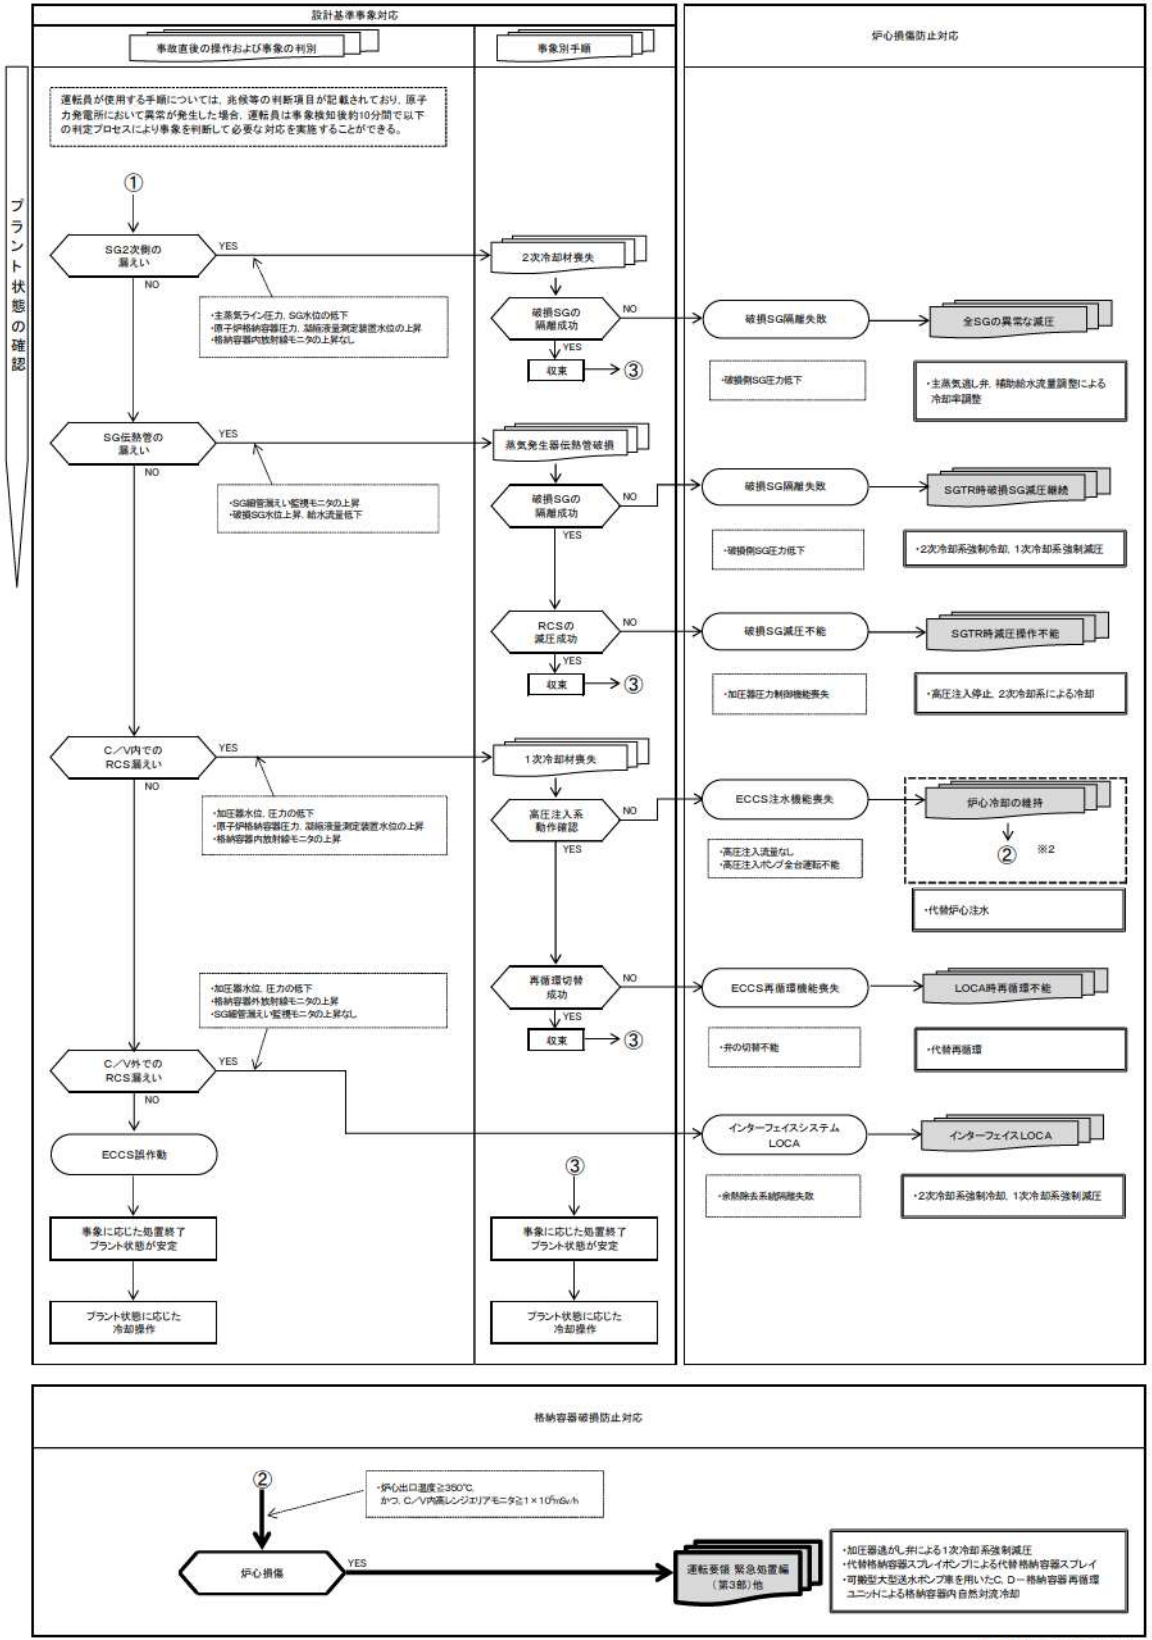 設計基準事象対応
事故直後の操作および事象の判別
事象別手順
炉心損傷防止対応
プラント状態の確認
運転員が使用する手順については、兆候等の判断項目が記載されており、原子
力発電所において異常が発生した場合、運転員は事象検知後約10分間で以下
の判定プロセスにより事象を判断して必要な対応を実施することができる。
①
SG2次側の
漏えい
YES
NO
・主蒸気ライン圧力、SG水位の低下
・原子炉格納容器圧力、凝縮液量測定装置水位の上昇
・格納容器内放射線モニタの上昇なし
2次冷却材喪失
破損SGの
隔離成功
NO
YES
収束
③
破損SG隔離失敗
・破損側SG圧力低下
全SGの異常な減圧
・主蒸気逃し弁、補助給水流量調整による
冷却率調整
SG伝熱管の
漏えい
YES
NO
・SG細管漏えい監視モニタの上昇
・破損SG水位上昇、給水流量低下
蒸気発生器伝熱管破損
破損SGの
隔離成功
NO
YES
破損SG隔離失敗
・破損側SG圧力低下
SGTR時破損SG減圧継続
・2次冷却系強制冷却、1次冷却系強制減圧
RCSの
減圧成功
NO
YES
収束
③
破損SG減圧不能
・加圧器圧力制御機能喪失
SGTR時減圧操作不能
・高圧注入停止、2次冷却系による冷却
C／V内での
RCS漏えい
YES
NO
・加圧器水位、圧力の低下
・原子炉格納容器圧力、凝縮液量測定装置水位の上昇
・格納容器内放射線モニタの上昇
1次冷却材喪失
高圧注入系
動作確認
NO
YES
ECCS注水機能喪失
・高圧注入流量なし
・高圧注入ポンプ全台運転不能
炉心冷却の維持
② ※2
・代替炉心注水
再循環切替
成功
NO
YES
収束
③
ECCS再循環機能喪失
・弁の切替不能
LOCA時再循環不能
・代替再循環
・加圧器水位、圧力の低下
・格納容器外放射線モニタの上昇
・SG細管漏えい監視モニタの上昇なし
C／V外での
RCS漏えい
YES
NO
インターフェイスシステム
LOCA
・余熱除去系統隔離失敗
インターフェイスLOCA
・2次冷却系強制冷却、1次冷却系強制減圧
ECCS誤作動
事象に応じた処置終了
プラント状態が安定
プラント状態に応じた
冷却操作
③
事象に応じた処置終了
プラント状態が安定
プラント状態に応じた
冷却操作
格納容器破損防止対応
②
・炉心出口温度≧350℃、
かつ、C／V内高レンジエリアモニタ≧1×10⁵mSv/h
炉心損傷
YES
運転要領 緊急処置編
（第3部）他
・加圧器逃がし弁による1次冷却系強制減圧
・代替格納容器スプレイポンプによる代替格納容器スプレイ
・可搬型大型送水ポンプ車を用いたC、D－格納容器再循環
ユニットによる格納容器内自然対流冷却